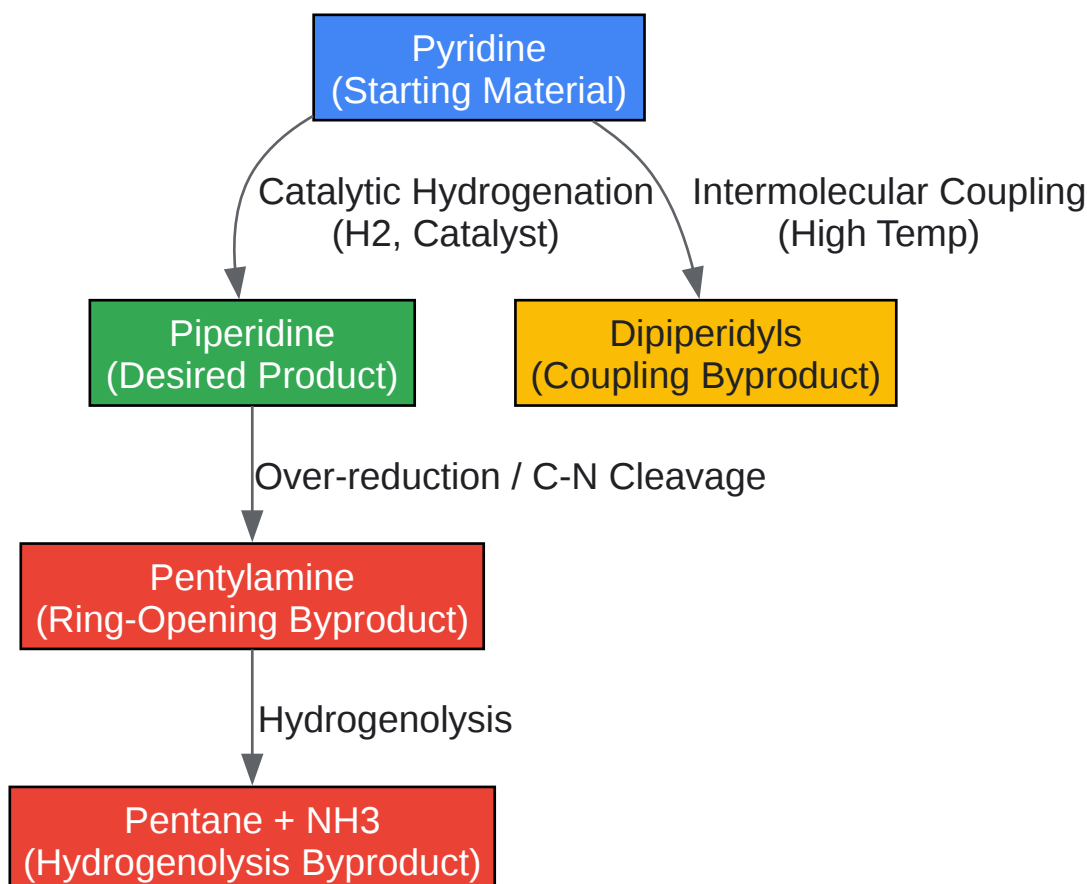 Pyridine
(Starting Material)
Catalytic Hydrogenation
(H2, Catalyst)
Intermolecular Coupling
(High Temp)
Piperidine
(Desired Product)
Dipiperidyls
(Coupling Byproduct)
Over-reduction / C-N Cleavage
Pentylamine
(Ring-Opening Byproduct)
Hydrogenolysis
Pentane + NH3
(Hydrogenolysis Byproduct)